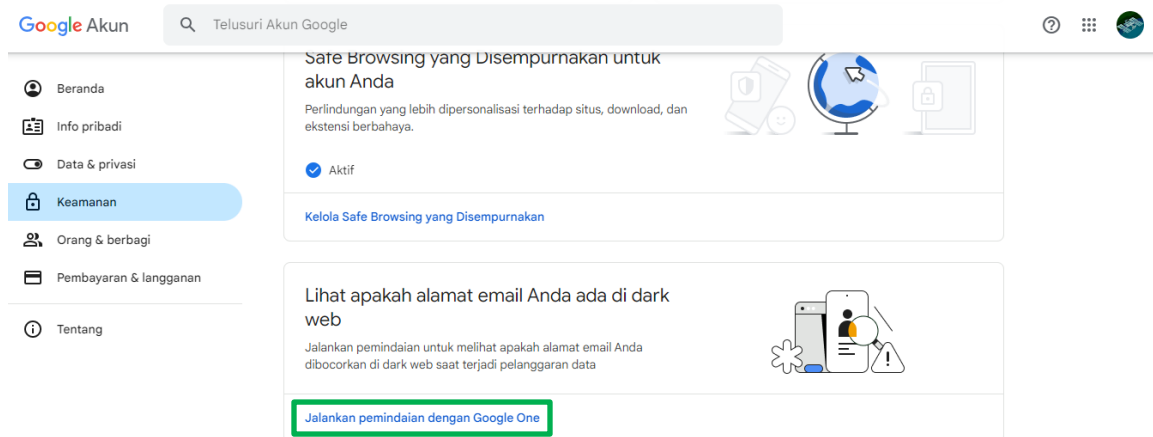 Google Akun
Telusuri Akun Google
Beranda
Info pribadi
Data & privasi
Keamanan
Orang & berbagi
Pembayaran & langganan
Tentang
Safe Browsing yang Disempurnakan untuk
akun Anda
Perlindungan yang lebih dipersonalisasi terhadap situs, download, dan
ekstensi berbahaya.
Aktif
Kelola Safe Browsing yang Disempurnakan
Lihat apakah alamat email Anda ada di dark
web
Jalankan pemindaian untuk melihat apakah alamat email Anda
dibocorkan di dark web saat terjadi pelanggaran data
Jalankan pemindaian dengan Google One